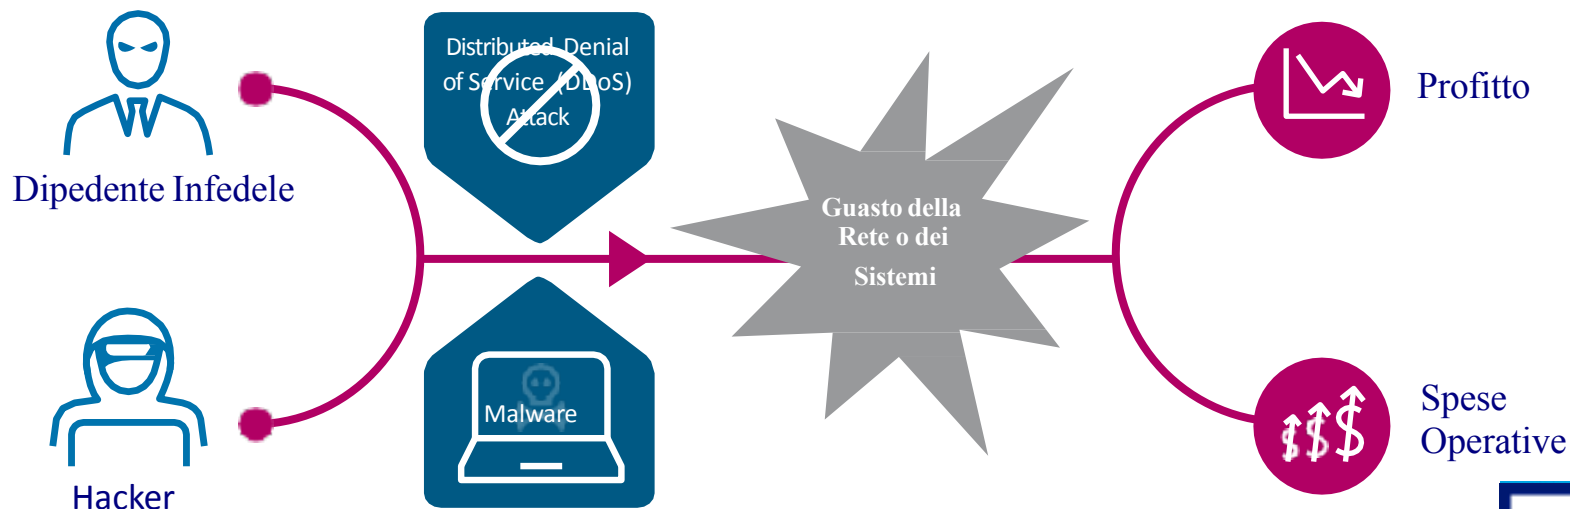 Dipedente Infedele
Hacker
Distributed Denial
of Service (DDoS)
Attack
Malware
Guasto della
Rete o dei
Sistemi
Profitto
Spese
Operative